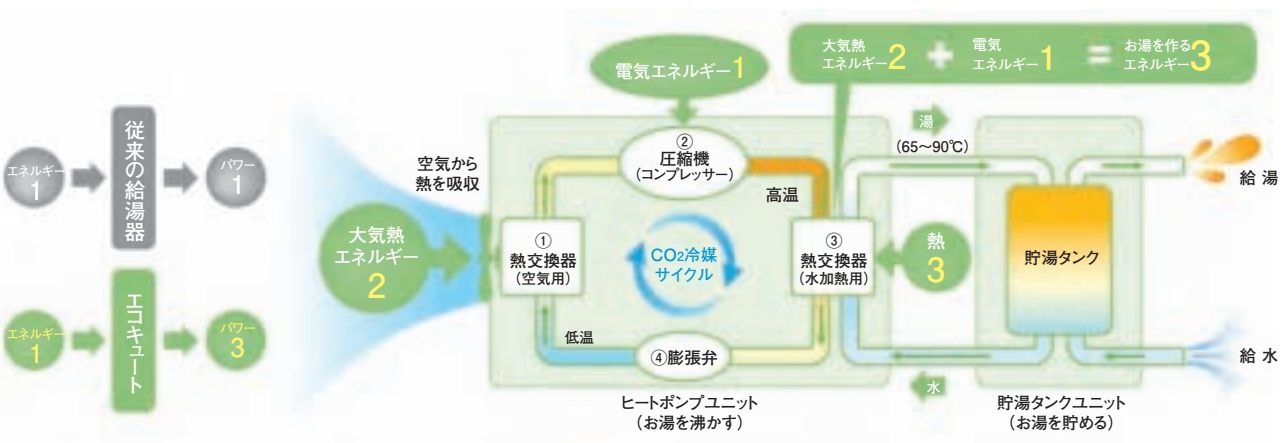 エネルギー
1
従来の給湯器
パワー
1
エネルギー
1
エコキュート
パワー
3
空気から
熱を吸収
大気熱
エネルギー
2
電気エネルギー1
大気熱
エネルギー2
+
電気
エネルギー1
=
お湯を作る
エネルギー3
①
熱交換器
(空気用)
②
圧縮機
(コンプレッサー)
高温
CO2冷媒
サイクル
③
熱交換器
(水加熱用)
低温
④膨張弁
熱
3
湯
(65〜90℃)
水
貯湯タンク
給湯
給水
ヒートポンプユニット
(お湯を沸かす)
貯湯タンクユニット
(お湯を貯める)